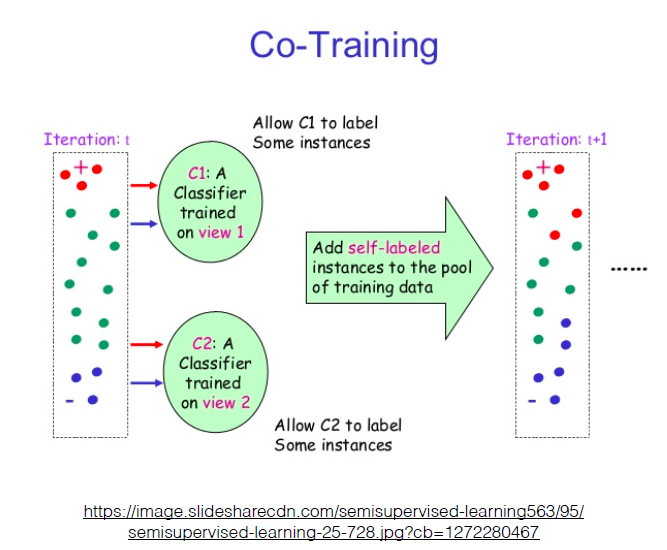 Co-Training
Iteration: t
Allow C1 to label
Some instances
Iteration: t+1
+
C1: A
Classifier
trained
on view 1
+
Add self-labeled
instances to the pool
of training data
......
C2: A
Classifier
trained
on view 2
-
-
Allow C2 to label
Some instances
https://image.slidesharecdn.com/semisupervised-learning563/95/
semisupervised-learning-25-728.jpg?cb=1272280467